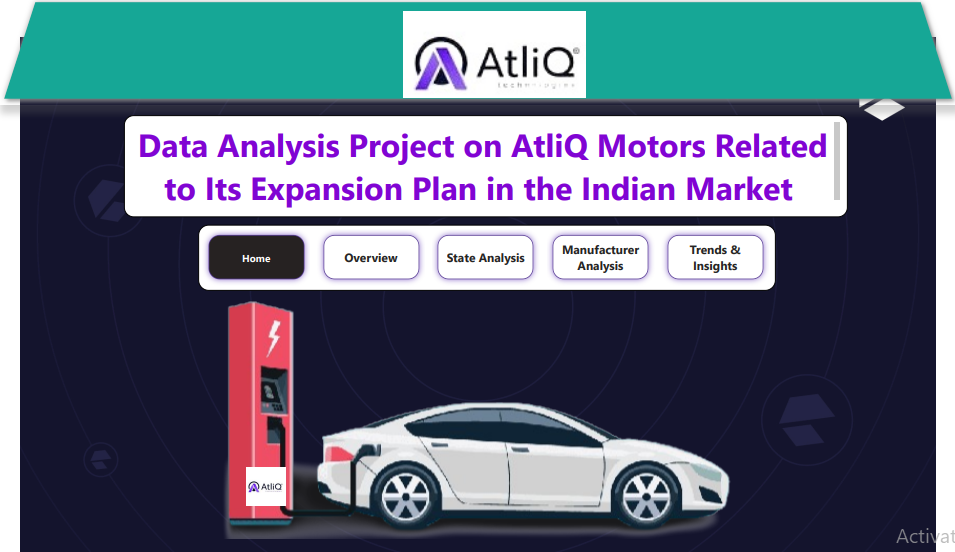 AtliQ®
technologies
Data Analysis Project on AtliQ Motors Related
to Its Expansion Plan in the Indian Market
Home
Overview
State Analysis
Manufacturer
Analysis
Trends &
Insights
AtliQ
Activat